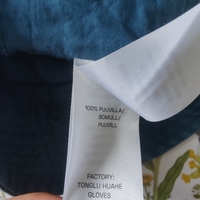 100% PUUVILLA/
BOMULL/
PUUVILL
FACTORY:
TONGLU HUAHE
GLOVES